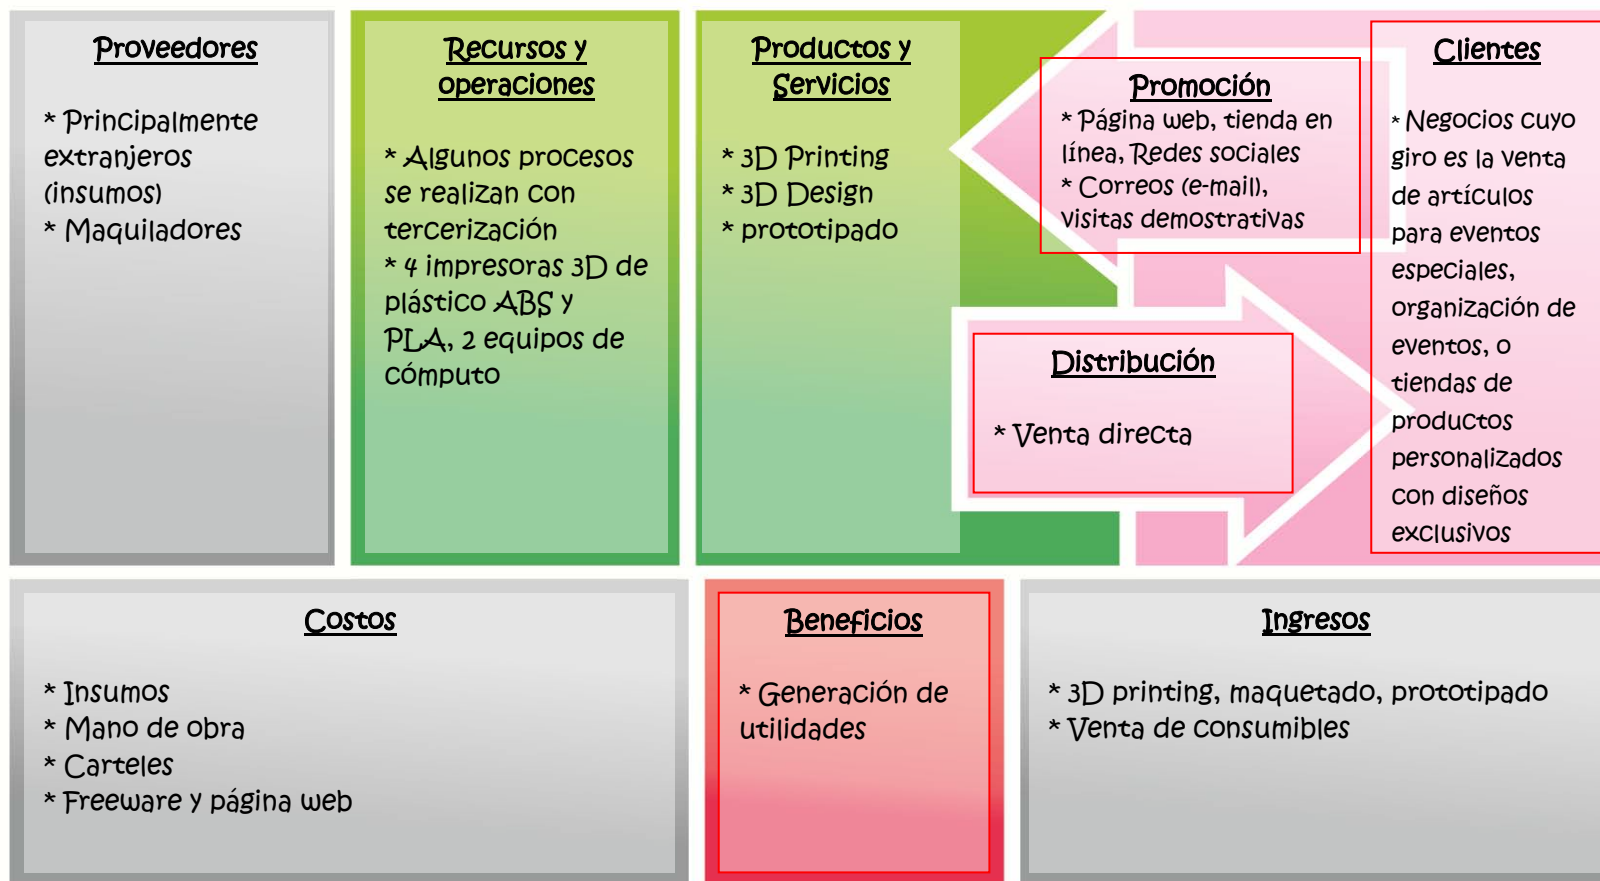 Proveedores
* Principalmente
extranjeros
(insumos)
* Maquiladores
Recursos y
operaciones
* Algunos procesos
se realizan con
tercerización
* 4 impresoras 3D de
plástico ABS y
PLA, 2 equipos de
cómputo
Productos y
Servicios
* 3D Printing
* 3D Design
* prototipado
Promoción
* Página web, tienda en
línea, Redes sociales
* Correos (e-mail),
visitas demostrativas
Distribución
* Venta directa
Clientes
* Negocios cuyo
giro es la venta
de artículos
para eventos
especiales,
organización de
eventos, o
tiendas de
productos
personalizados
con diseños
exclusivos
Costos
* Insumos
* Mano de obra
* Carteles
* Freeware y página web
Beneficios
* Generación de
utilidades
Ingresos
* 3D printing, maquetado, prototipado
* Venta de consumibles